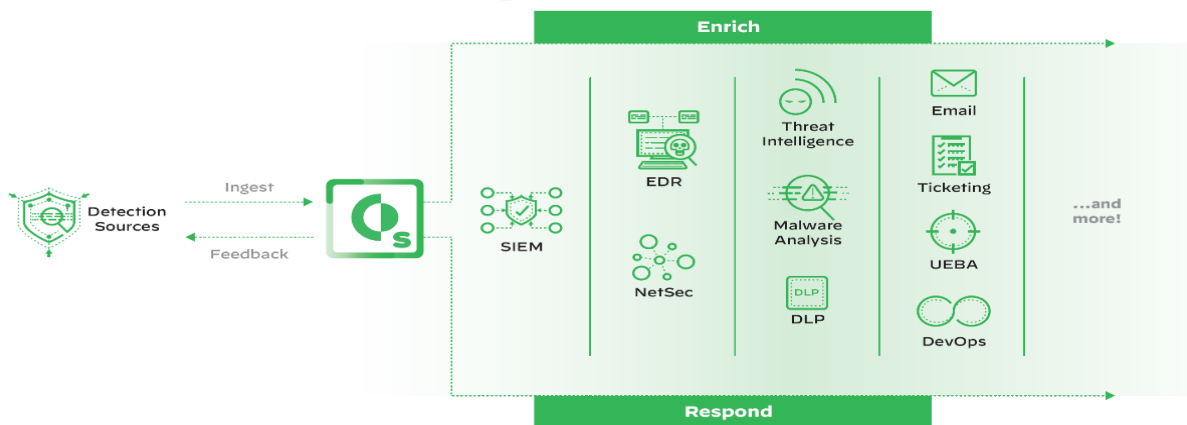 Enrich
Detection
Sources
Ingest
Feedback
S
SIEM
EDR
NetSec
Threat
Intelligence
Malware
Analysis
DLP
DLP
Email
Ticketing
UEBA
DevOps
...and
more!
Respond